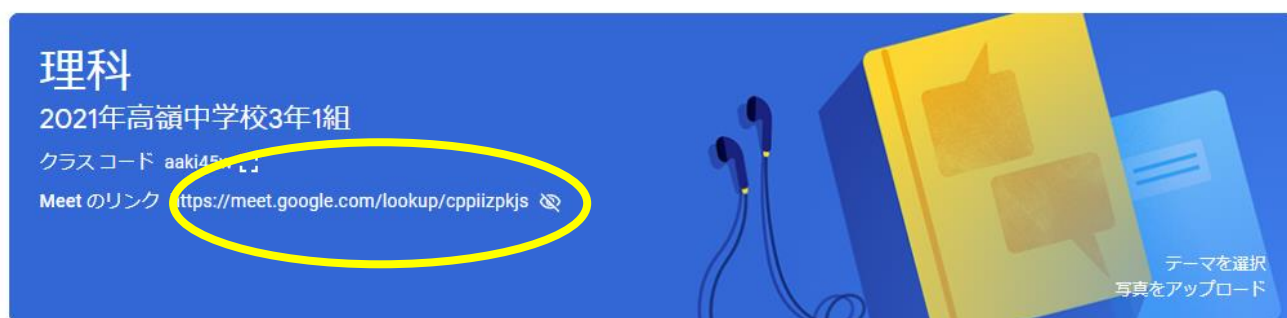 理科
2021年高嶺中学校3年1組
クラス コード
Meet のリンク https://meet.google.com/lookup/cppiizpkjs
テーマを選択
写真をアップロード